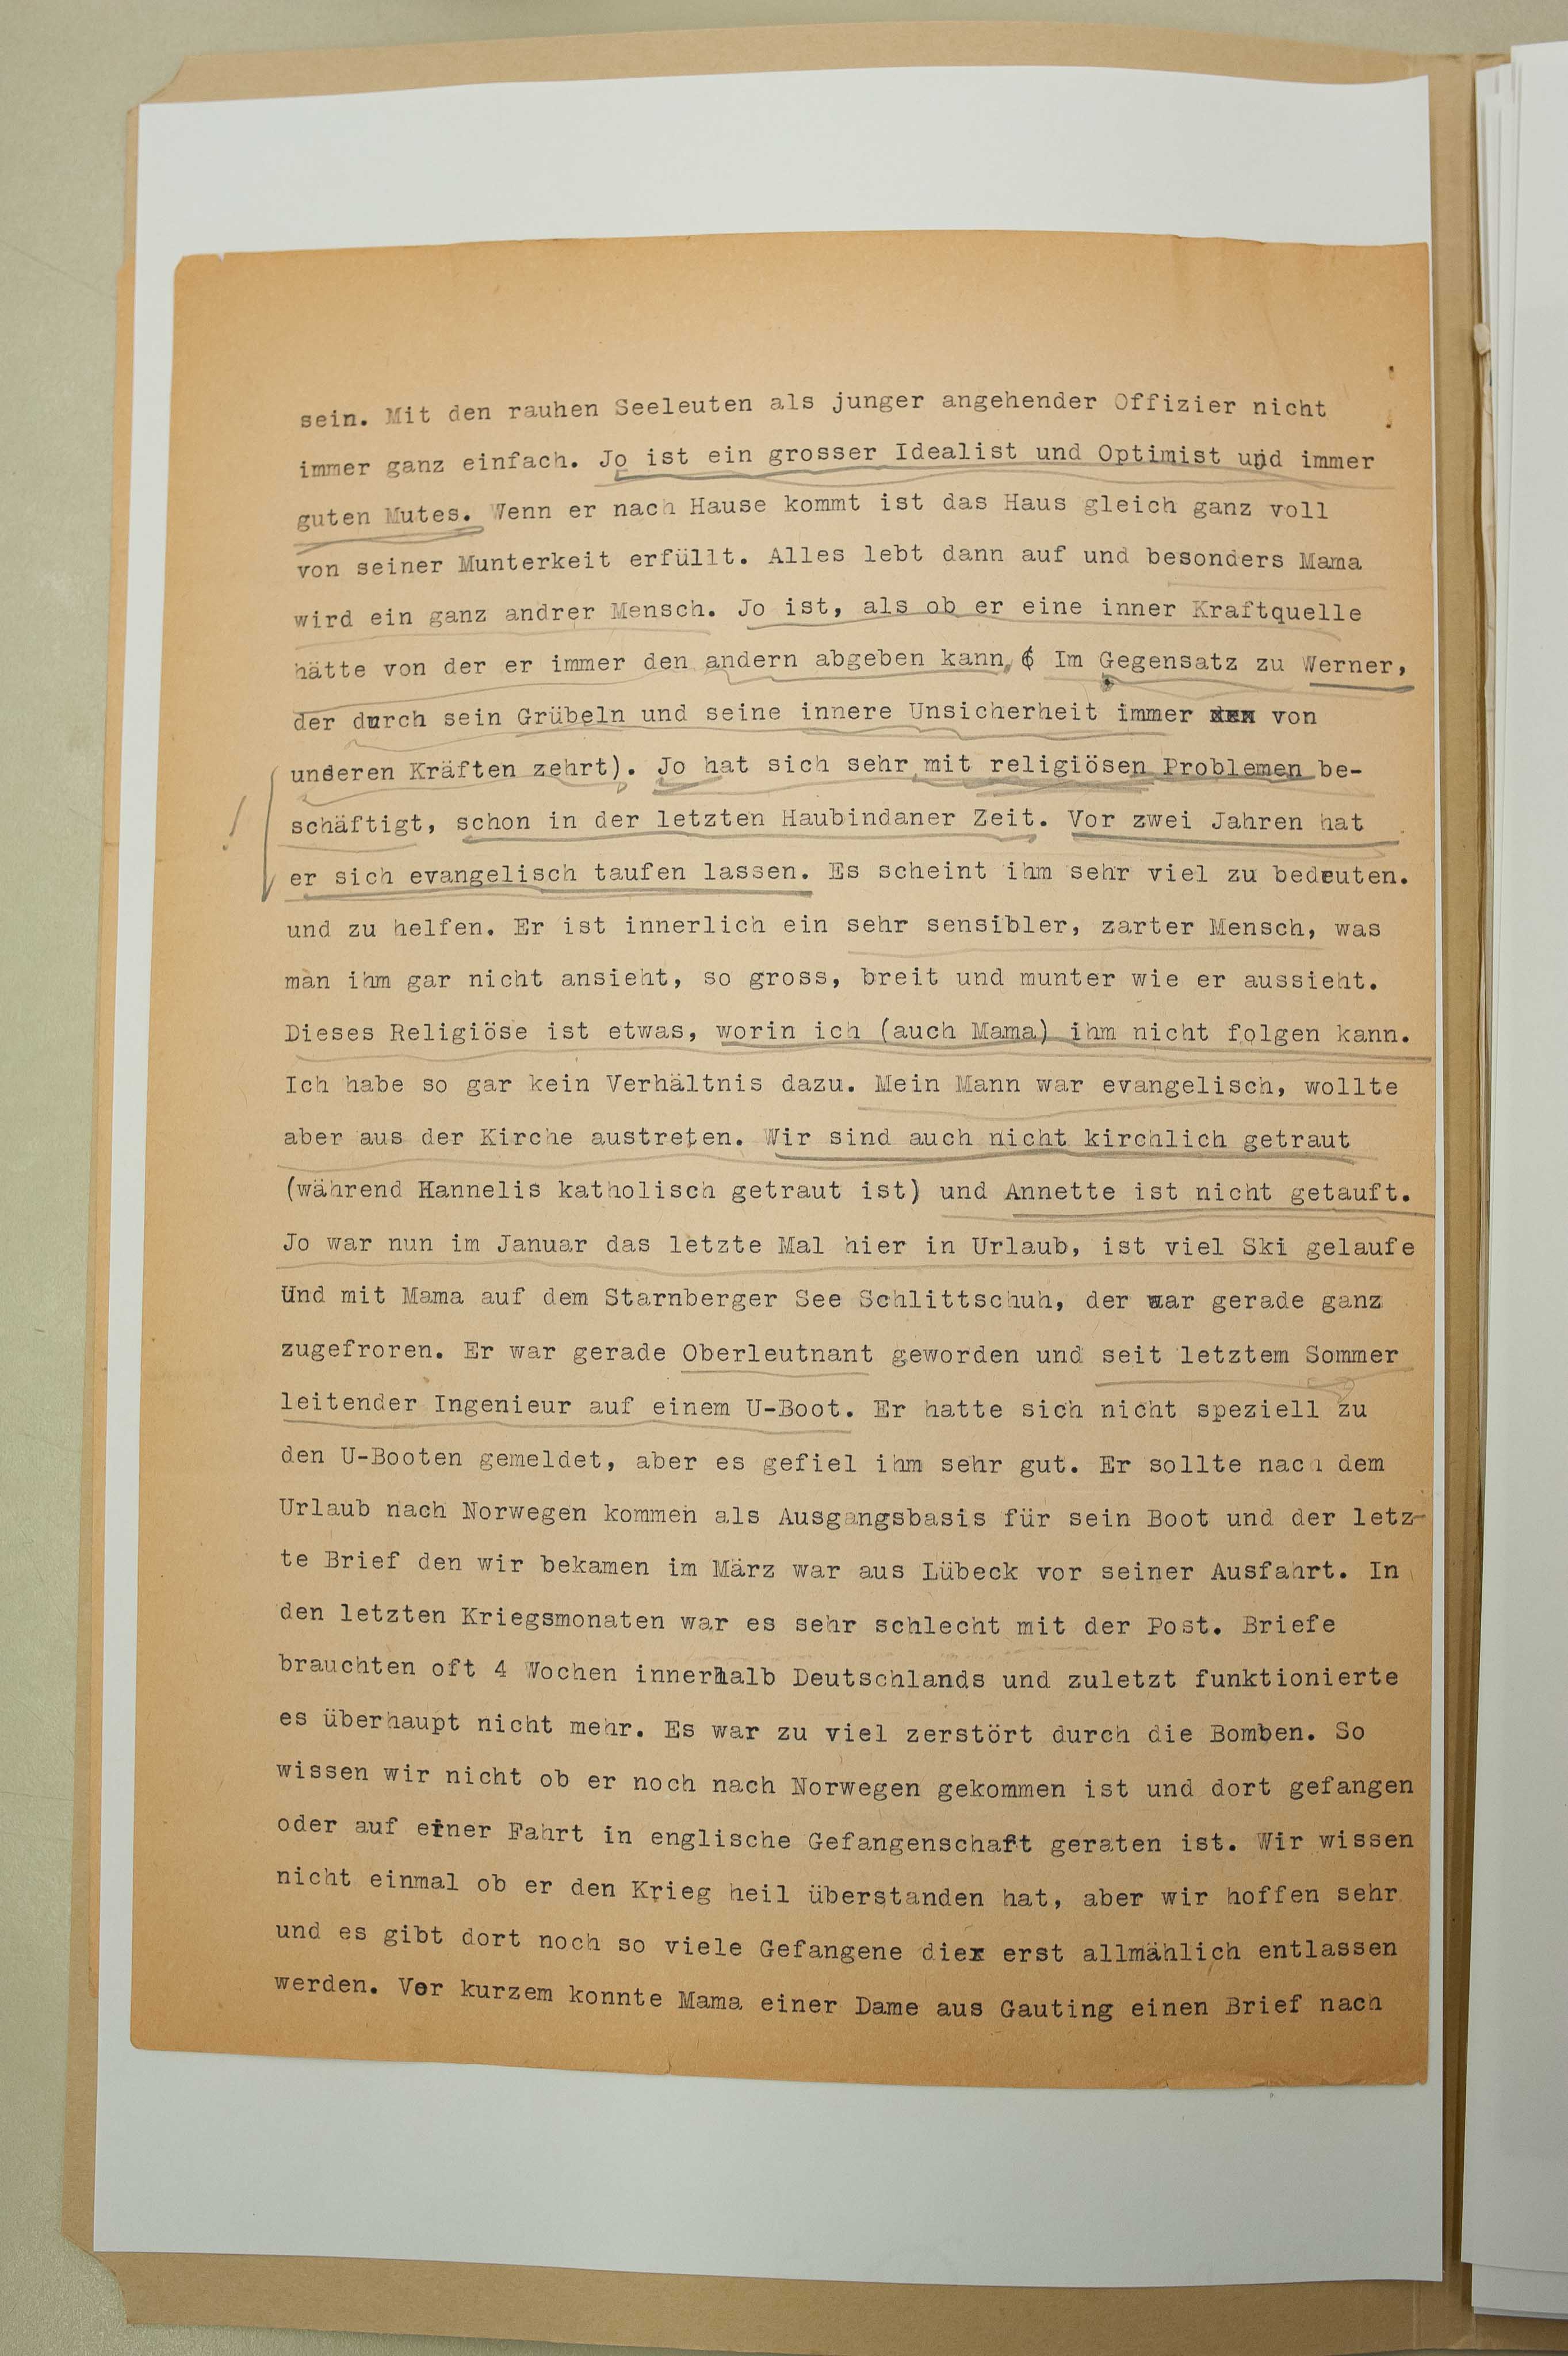 sein. Mit den rauhen Seeleuten als junger angehender Offizier nicht
immer ganz einfach. Jo ist ein grosser Idealist und Optimist und immer
guten Mutes. Wenn er nach Hause kommt ist das Haus gleich ganz voll
von seiner Munterkeit erfüllt. Alles lebt dann auf und besonders Mama
wird ein ganz andrer Mensch. Jo ist, als ob er eine inner Kraftquelle
hätte von der er immer den andern abgeben kann, ( Im Gegensatz zu Werner,
der durch sein Grübeln und seine innere Unsicherheit immer von
unseren Kräften zehrt). Jo hat sich sehr mit religiösen Problemen be-
schäftigt, schon in der letzten Haubindaner Zeit. Vor zwei Jahren hat
er sich evangelisch taufen lassen. Es scheint ihm sehr viel zu bedeuten.
und zu helfen. Er ist innerlich ein sehr sensibler, zarter Mensch, was
man ihm gar nicht ansieht, so gross, breit und munter wie er aussieht.
Dieses Religiöse ist etwas, worin ich (auch Mama) ihm nicht folgen kann.
Ich habe so gar kein Verhältnis dazu. Mein Mann war evangelisch, wollte
aber aus der Kirche austreten. Wir sind auch nicht kirchlich getraut
(während Hannelis katholisch getraut ist) und Annette ist nicht getauft.
Jo war nun im Januar das letzte Mal hier in Urlaub, ist viel Ski gelaufe
Und mit Mama auf dem Starnberger See Schlittschuh, der war gerade ganz
zugefroren. Er war gerade Oberleutnant geworden und seit letztem Sommer
leitender Ingenieur auf einem U-Boot. Er hatte sich nicht speziell zu
den U-Booten gemeldet, aber es gefiel ihm sehr gut. Er sollte nach dem
Urlaub nach Norwegen kommen als Ausgangsbasis für sein Boot und der letz-
te Brief den wir bekamen im März war aus Lübeck vor seiner Ausfahrt. In
den letzten Kriegsmonaten war es sehr schlecht mit der Post. Briefe
brauchten oft 4 Wochen innerhalb Deutschlands und zuletzt funktionierte
es überhaupt nicht mehr. Es war zu viel zerstört durch die Bomben. So
wissen wir nicht ob er noch nach Norwegen gekommen ist und dort gefangen
oder auf einer Fahrt in englische Gefangenschaft geraten ist. Wir wissen
nicht einmal ob er den Krieg heil überstanden hat, aber wir hoffen sehr
und es gibt dort noch so viele Gefangene die erst allmählich entlassen
werden. Vor kurzem konnte Mama einer Dame aus Gauting einen Brief nach